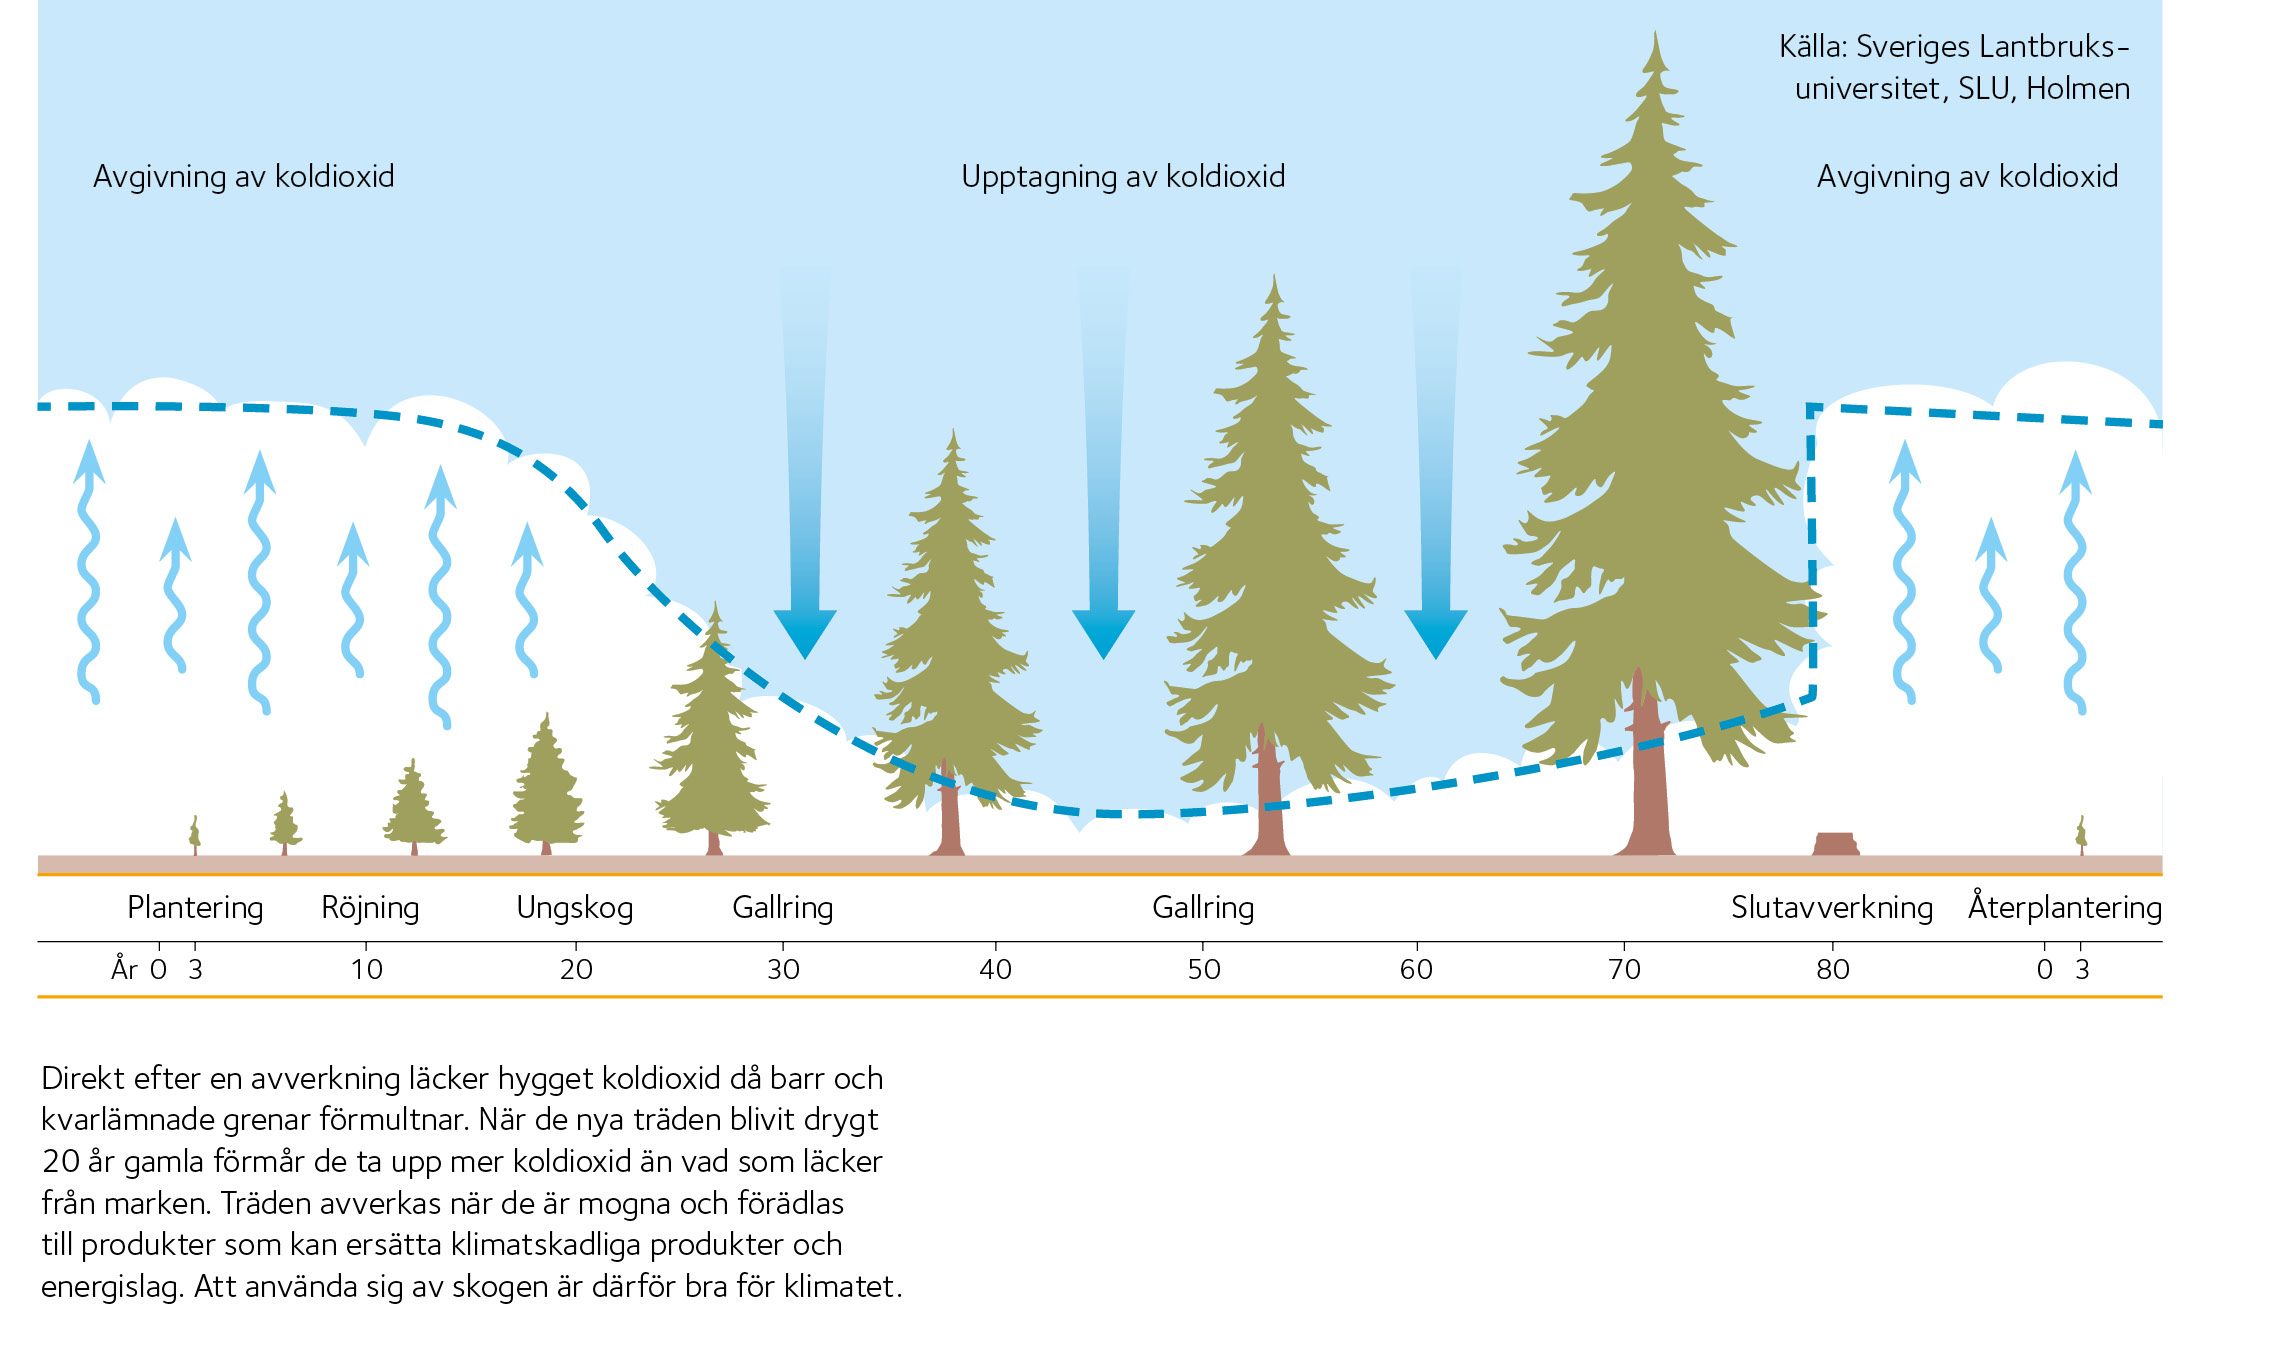 Källa: Sveriges Lantbruks-
universitet, SLU, Holmen
Avgivning av koldioxid
Upptagning av koldioxid
Avgivning av koldioxid
Plantering
Röjning
Ungskog
Gallring
Gallring
Slutavverkning
Återplantering
År 0 3 10 20 30 40 50 60 70 80 0 3
Direkt efter en avverkning läcker hygget koldioxid då barr och
kvarlämnade grenar förmultnar. När de nya träden blivit drygt
20 år gamla förmår de ta upp mer koldioxid än vad som läcker
från marken. Träden avverkas när de är mogna och förädlas
till produkter som kan ersätta klimatskadliga produkter och
energislag. Att använda sig av skogen är därför bra för klimatet.